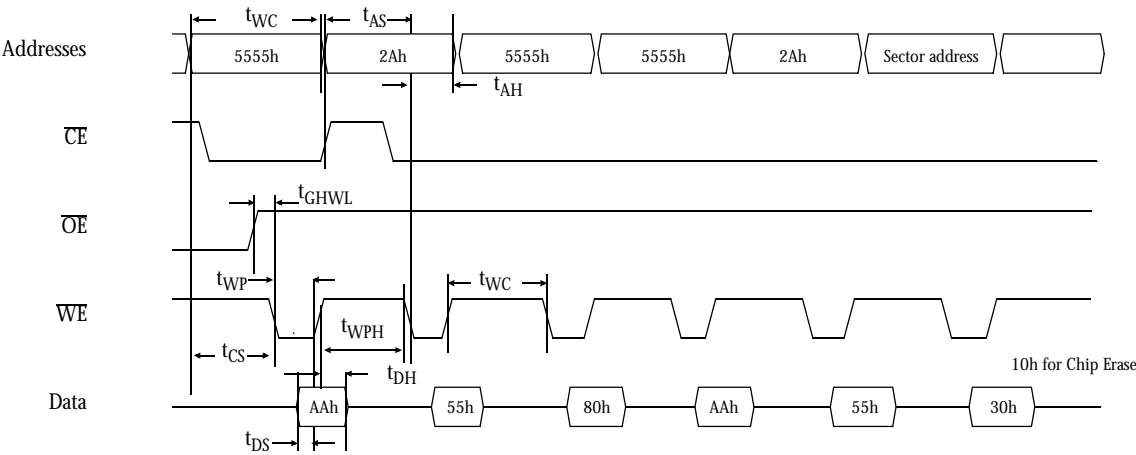 tWC tAS
Addresses 5555h 2Ah 5555h 5555h 2Ah Sector address
tAH
CE
tGHWL
OE
tWP tWC
WE
tWPH
tCS
10h for Chip Erase
tDH
Data AAh 55h 80h AAh 55h 30h
tDS